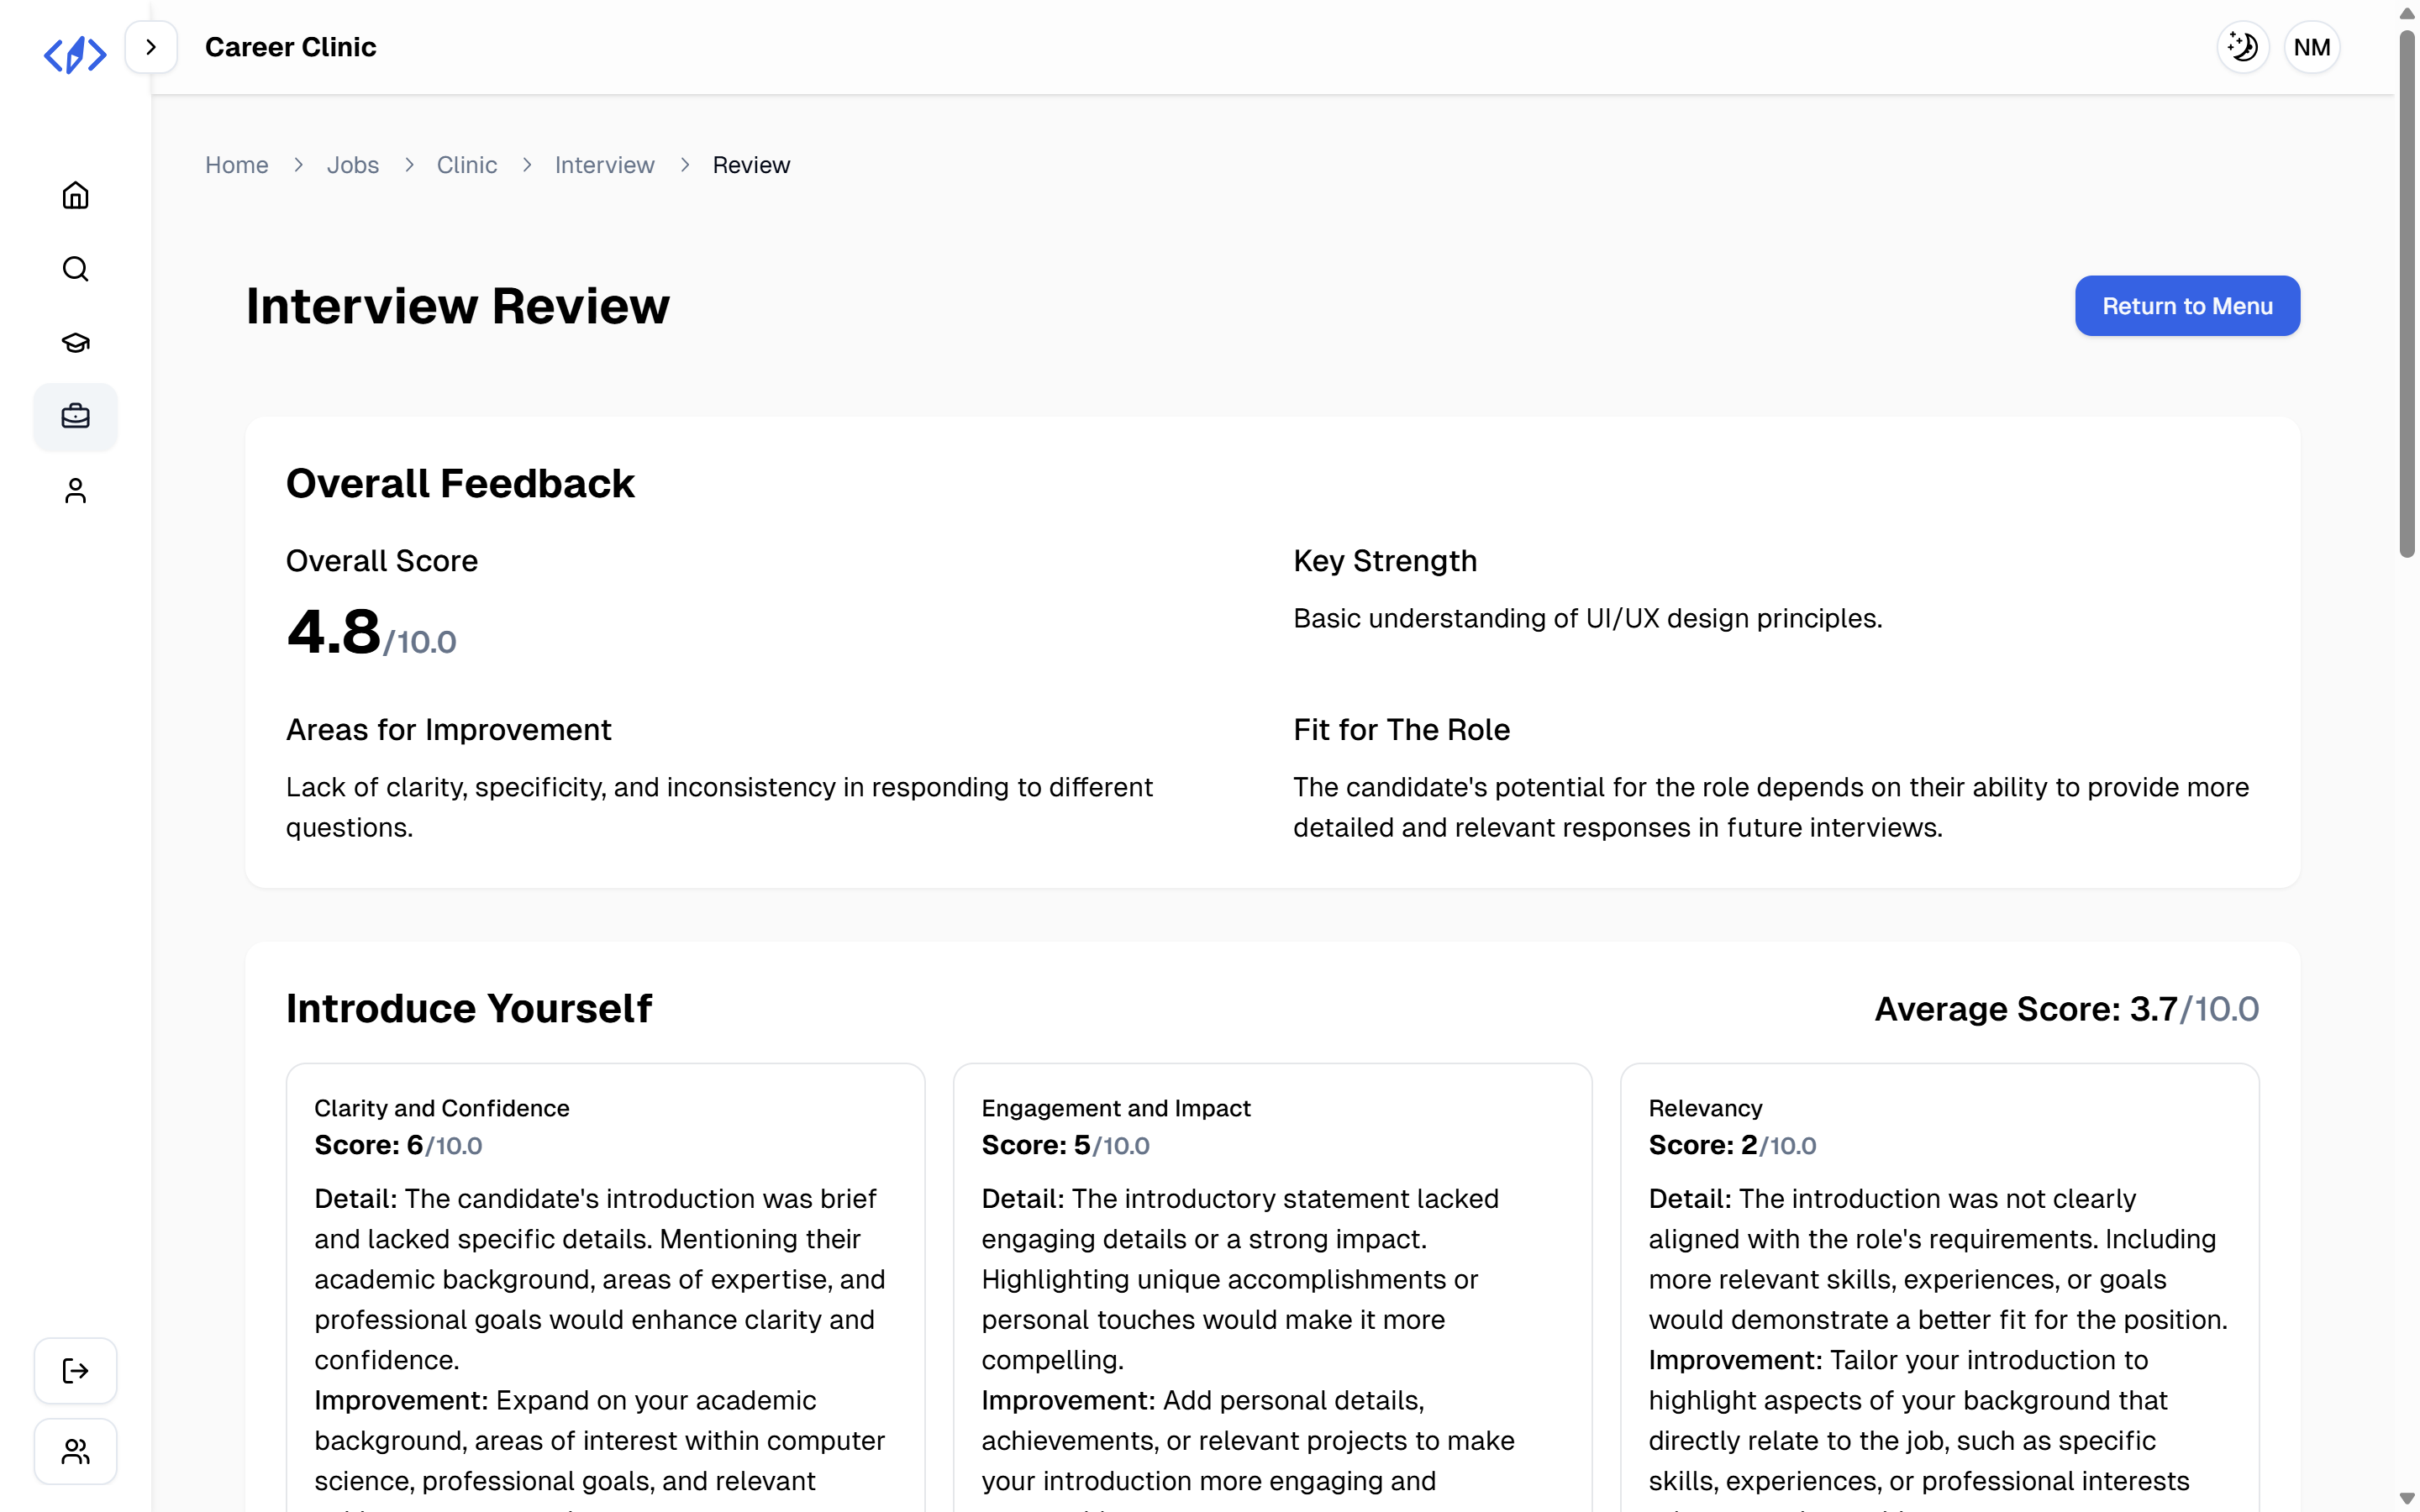 Career Clinic
NM
Home
Jobs
Clinic
Interview
Review
Interview Review
Return to Menu
Overall Feedback
Overall Score
4.8/10.0
Key Strength
Basic understanding of UI/UX design principles.
Areas for Improvement
Lack of clarity, specificity, and inconsistency in responding to different
questions.
Fit for The Role
The candidate's potential for the role depends on their ability to provide more
detailed and relevant responses in future interviews.
Introduce Yourself
Average Score: 3.7/10.0
Clarity and Confidence
Score: 6/10.0
Detail: The candidate's introduction was brief
and lacked specific details. Mentioning their
academic background, areas of expertise, and
professional goals would enhance clarity and
confidence.
Improvement: Expand on your academic
background, areas of interest within computer
science, professional goals, and relevant
Engagement and Impact
Score: 5/10.0
Detail: The introductory statement lacked
engaging details or a strong impact.
Highlighting unique accomplishments or
personal touches would make it more
compelling.
Improvement: Add personal details,
achievements, or relevant projects to make
your introduction more engaging and
Relevancy
Score: 2/10.0
Detail: The introduction was not clearly
aligned with the role's requirements. Including
more relevant skills, experiences, or goals
would demonstrate a better fit for the position.
Improvement: Tailor your introduction to
highlight aspects of your background that
directly relate to the job, such as specific
skills, experiences, or professional interests